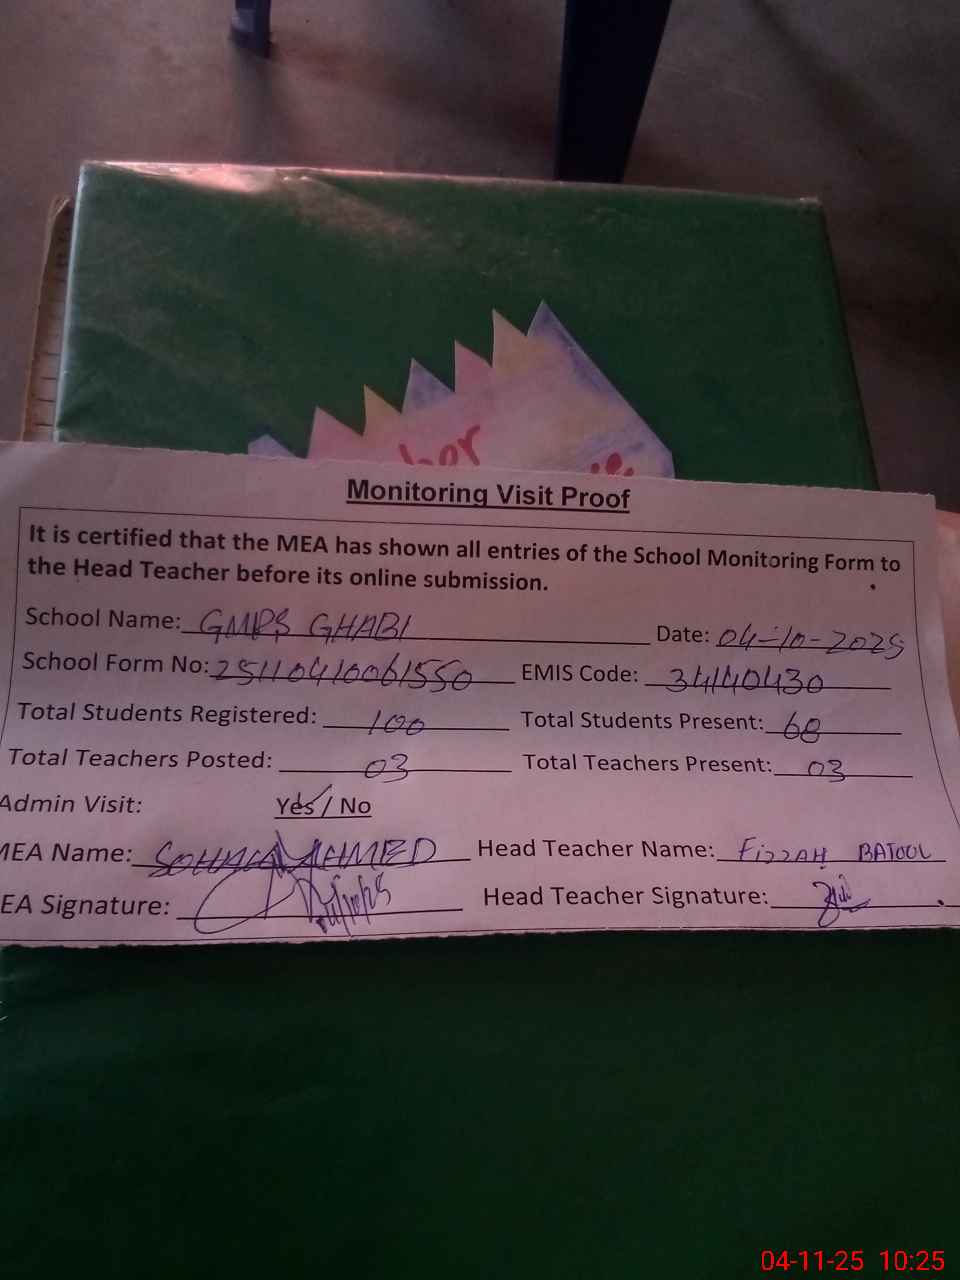 her
Monitoring Visit Proof
It is certified that the MEA has shown all entries of the School Monitoring Form to
the Head Teacher before its online submission.
School Name: GMPS GHABI Date: 04-10-2025
School Form No: 25110410061550 EMIS Code: 34140430
Total Students Registered: 100 Total Students Present: 68
Total Teachers Posted: 03 Total Teachers Present: 03
Admin Visit: Yes / No
MEA Name: AHMED Head Teacher Name: FIZZAH BATOOL
EA Signature: Head Teacher Signature:
04-11-25 10:25